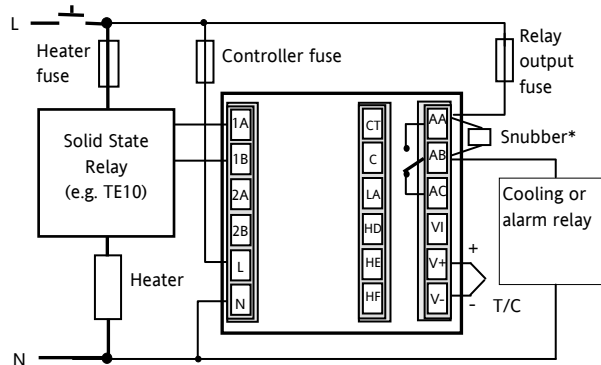 L
Heater
fuse
Controller fuse
Relay
output
fuse
Solid State
Relay
(e.g. TE10)
1A
1B
2A
2B
L
N
CT
C
LA
HD
HE
HF
AA
AB
AC
VI
V+
V-
Snubber*
Cooling or
alarm relay
+
-
T/C
Heater
N